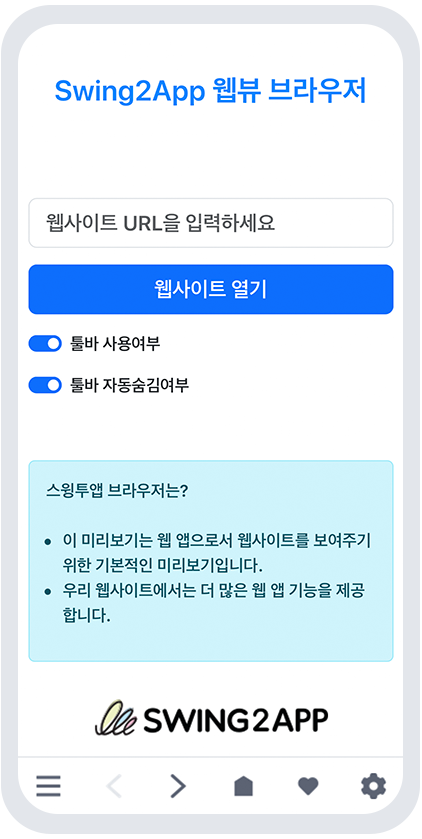 Swing2App 웹뷰 브라우저
웹사이트 URL을 입력하세요
웹사이트 열기
툴바 사용여부
툴바 자동숨김여부
스윙투앱 브라우저는?
• 이 미리보기는 웹 앱으로서 웹사이트를 보여주기
위한 기본적인 미리보기입니다.
• 우리 웹사이트에서는 더 많은 웹 앱 기능을 제공
합니다.
SWING2APP